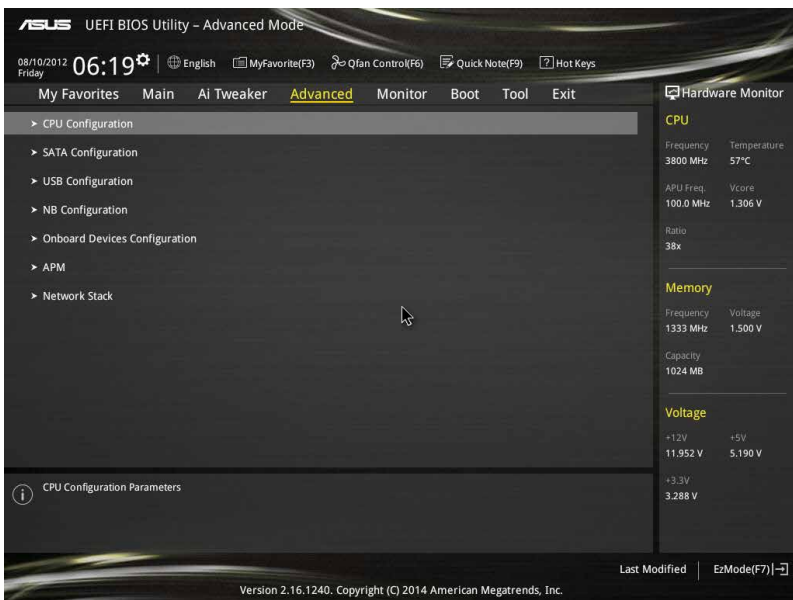 ASUS UEFI BIOS Utility – Advanced Mode
08/10/2012
Friday
06:19
English MyFavorite(F3) Qfan Control(F6) Quick Note(F9) ? Hot Keys
My Favorites Main Ai Tweaker Advanced Monitor Boot Tool Exit
> CPU Configuration
> SATA Configuration
> USB Configuration
> NB Configuration
> Onboard Devices Configuration
> APM
> Network Stack
i CPU Configuration Parameters
Hardware Monitor
CPU
Frequency Temperature
3800 MHz 57°C
APU Freq. Vcore
100.0 MHz 1.306 V
Ratio
38x
Memory
Frequency Voltage
1333 MHz 1.500 V
Capacity
1024 MB
Voltage
+12V +5V
11.952 V 5.190 V
+3.3V
3.288 V
Last Modified EzMode(F7)
Version 2.16.1240. Copyright (C) 2014 American Megatrends, Inc.